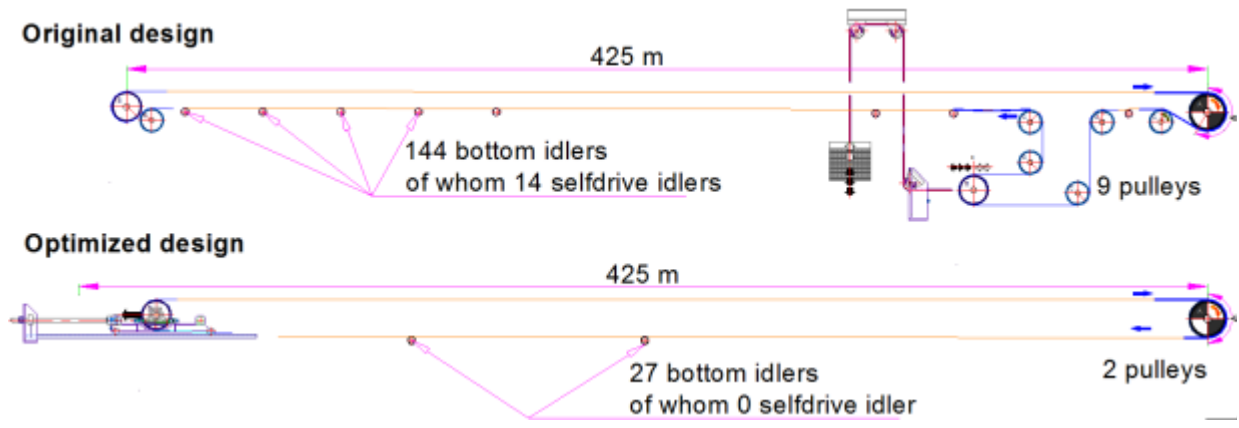 Original design
425 m
144 bottom idlers
of whom 14 selfdrive idlers
9 pulleys
Optimized design
425 m
27 bottom idlers
of whom 0 selfdrive idler
2 pulleys